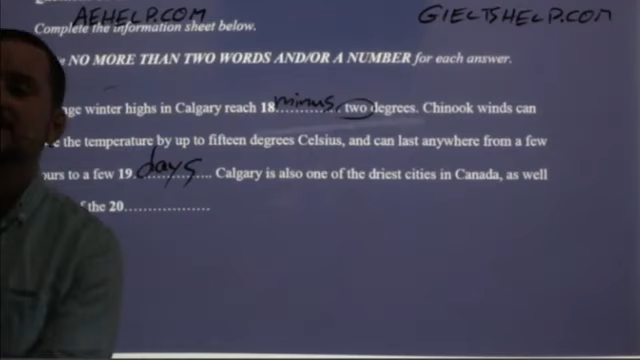 AEHELP.COM GIELTSHELP.COM
Complete the information sheet below.
NO MORE THAN TWO WORDS AND/OR A NUMBER for each answer.
winter highs in Calgary reach 18 minus two degrees. Chinook winds can
the temperature by up to fifteen degrees Celsius, and can last anywhere from a few
to a few 19 days Calgary is also one of the driest cities in Canada, as well
the 20